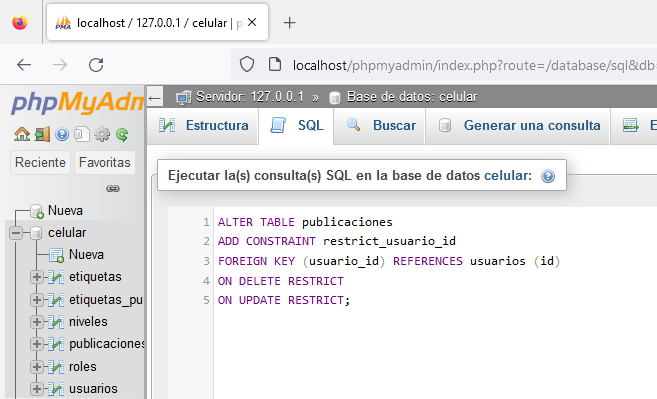 localhost / 127.0.0.1 / celular | p
PMA
localhost/phpmyadmin/index.php?route=/database/sql&db
phpMyAdm
Servidor: 127.0.0.1 » Base de datos: celular
Estructura SQL Buscar Generar una consulta E
Reciente Favoritas
Ejecutar la(s) consulta(s) SQL en la base de datos celular:
Nueva
celular
Nueva
etiquetas
etiquetas_pu
niveles
publicaciones
roles
usuarios
1 ALTER TABLE publicaciones
2 ADD CONSTRAINT restrict_usuario_id
3 FOREIGN KEY (usuario_id) REFERENCES usuarios (id)
4 ON DELETE RESTRICT
5 ON UPDATE RESTRICT;